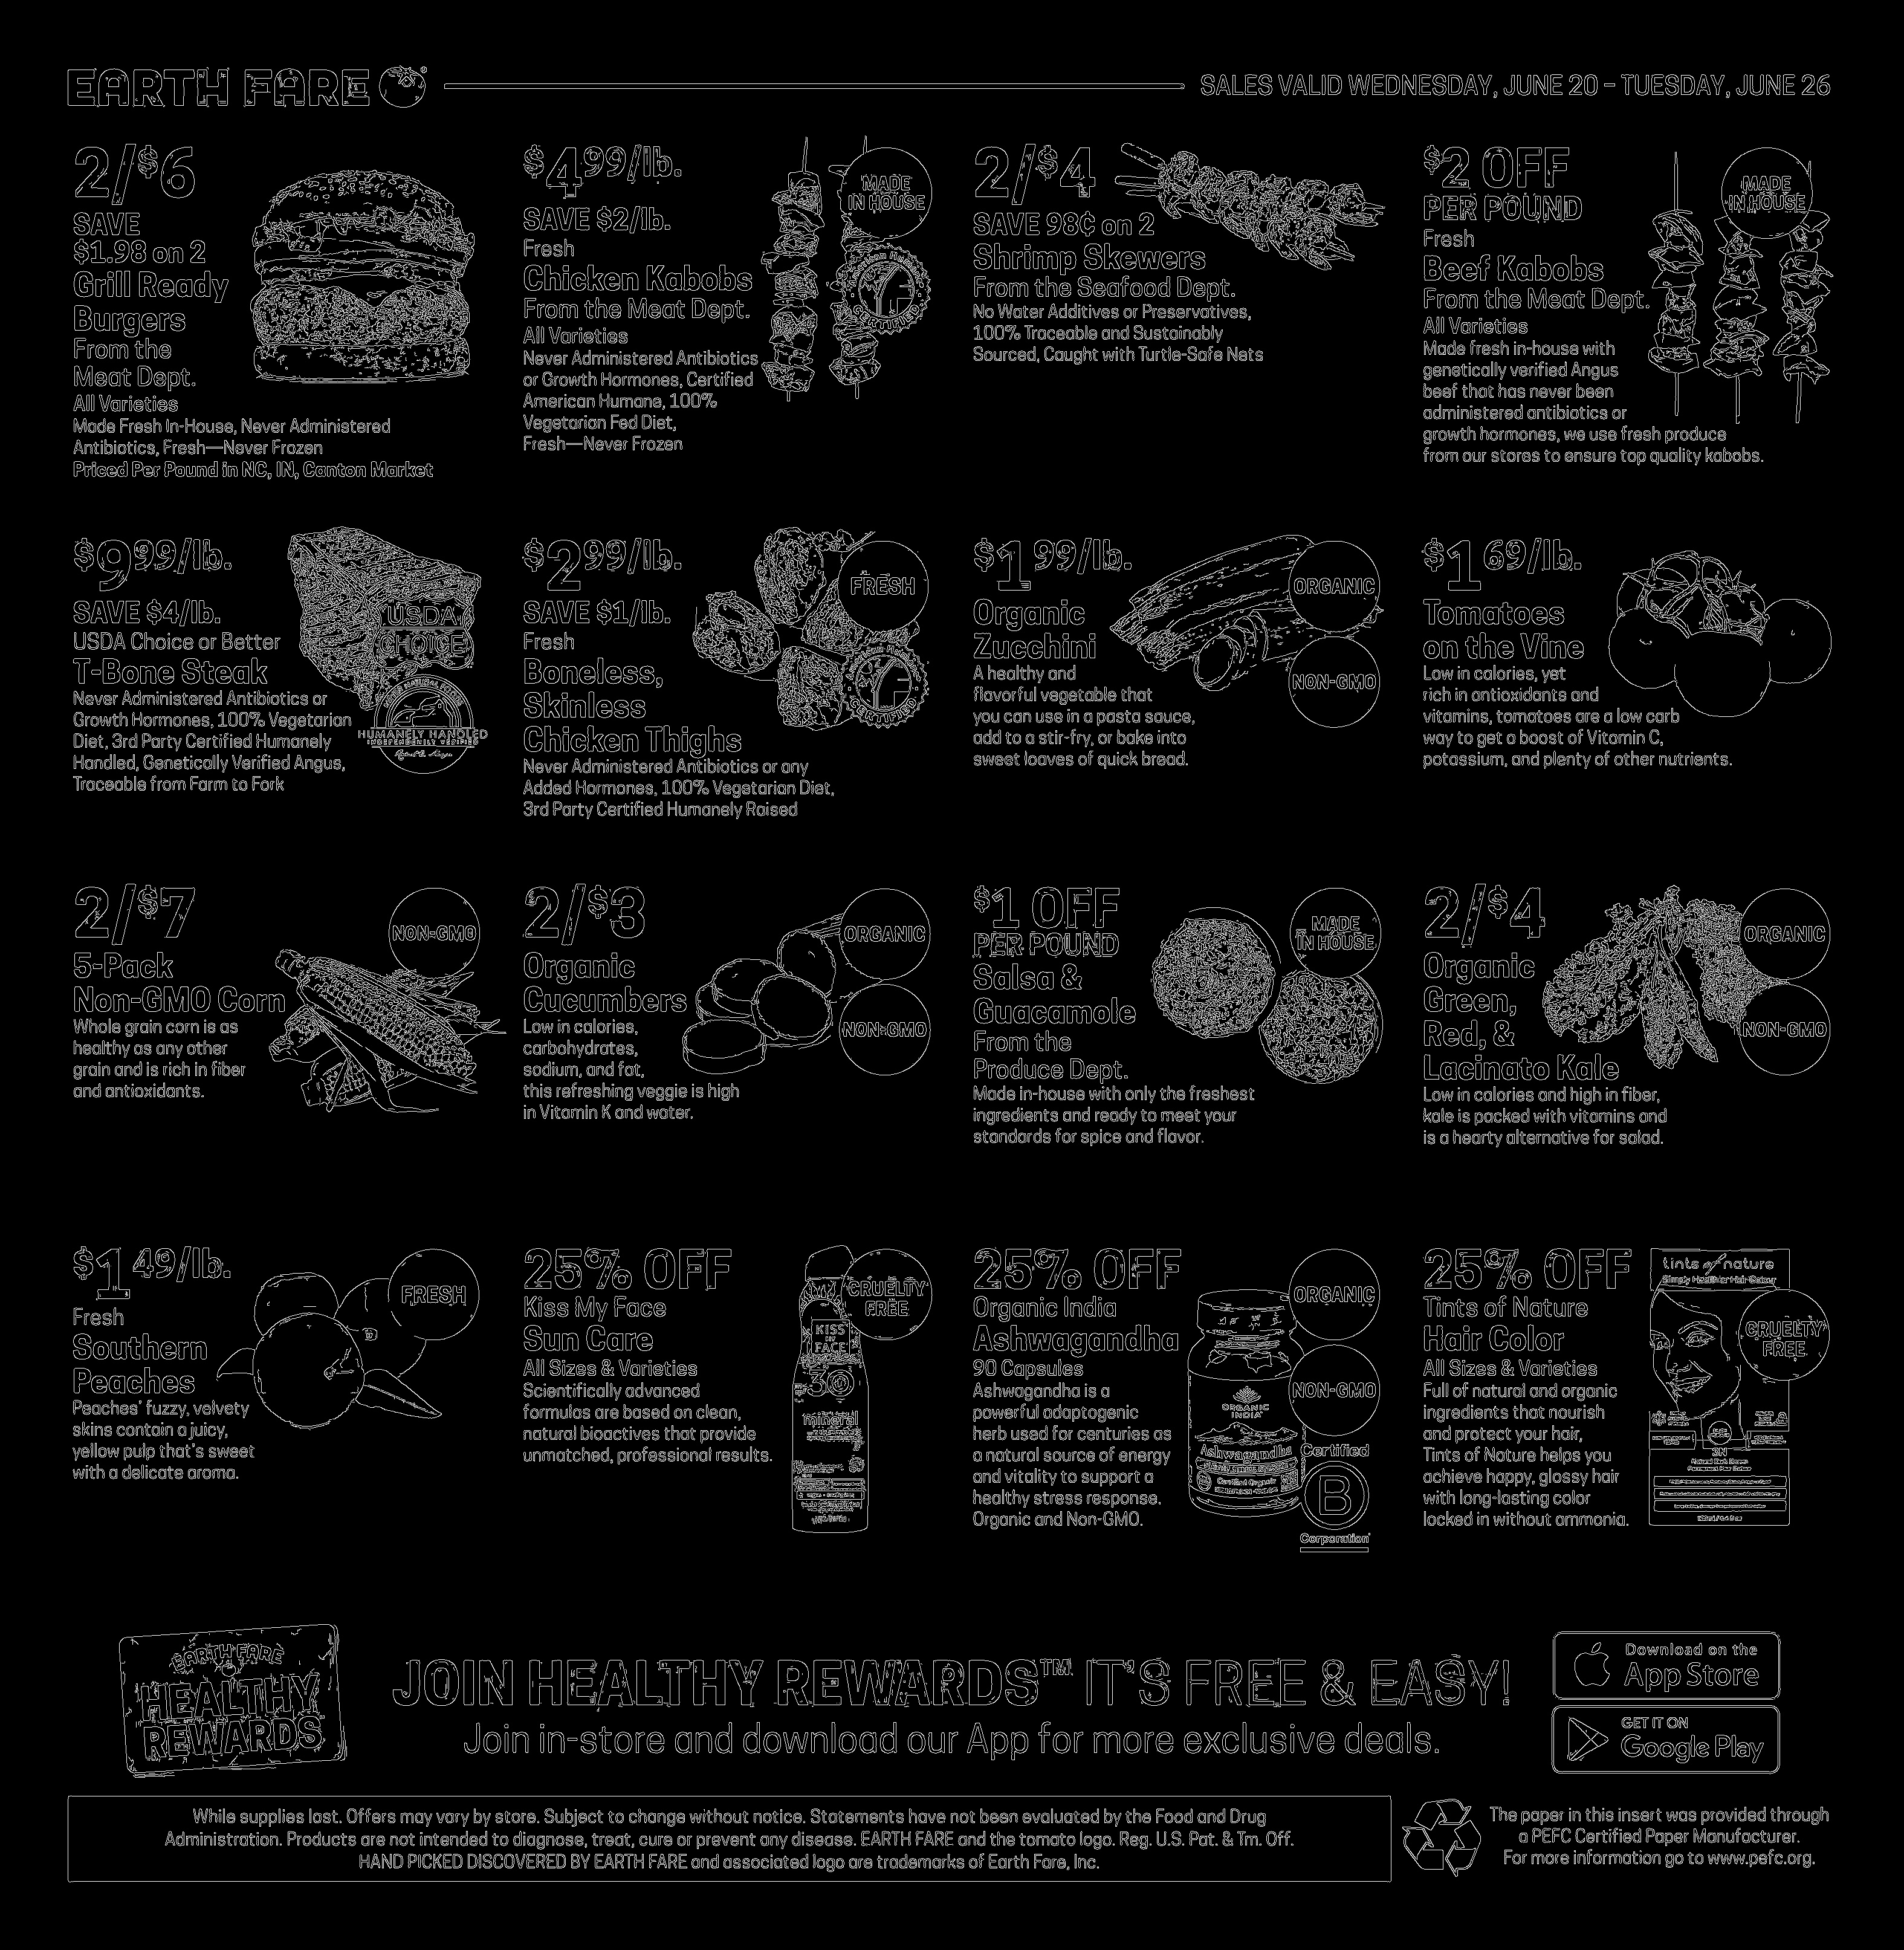 EARTH FARE
SALES VALID WEDNESDAY, JUNE 20 – TUESDAY, JUNE 26
2/$6
SAVE
$1.98 on 2
Grill Ready
Burgers
From the
Meat Dept.
All Varieties
Made Fresh In-House, Never Administered
Antibiotics, Fresh—Never Frozen
Priced Per Pound in NC, IN, Canton Market
$4.99/lb.
SAVE $2/lb.
Fresh
Chicken Kabobs
From the Meat Dept.
All Varieties
Never Administered Antibiotics
or Growth Hormones, Certified
American Humane, 100%
Vegetarian Fed Diet,
Fresh—Never Frozen
MADE
IN HOUSE
2/$4
SAVE 98¢ on 2
Shrimp Skewers
From the Seafood Dept.
No Water Additives or Preservatives,
100% Traceable and Sustainably
Sourced, Caught with Turtle-Safe Nets
$2 OFF
PER POUND
Fresh
Beef Kabobs
From the Meat Dept.
All Varieties
Made fresh in-house with
genetically verified Angus
beef that has never been
administered antibiotics or
growth hormones, we use fresh produce
from our stores to ensure top quality kabobs.
MADE
IN HOUSE
$9.99/lb.
SAVE $4/lb.
USDA Choice or Better
T-Bone Steak
Never Administered Antibiotics or
Growth Hormones, 100% Vegetarian
Diet, 3rd Party Certified Humanely
Handled, Genetically Verified Angus,
Traceable from Farm to Fork
USDA
CHOICE
HUMANELY HANDLED
INDEPENDENTLY VERIFIED
$2.99/lb.
SAVE $1/lb.
Fresh
Boneless,
Skinless
Chicken Thighs
Never Administered Antibiotics or any
Added Hormones, 100% Vegetarian Diet,
3rd Party Certified Humanely Raised
FRESH
CERTIFIED
$1.99/lb.
Organic
Zucchini
A healthy and
flavorful vegetable that
you can use in a pasta sauce,
add to a stir-fry, or bake into
sweet loaves of quick bread.
ORGANIC
NON-GMO
$1.69/lb.
Tomatoes
on the Vine
Low in calories, yet
rich in antioxidants and
vitamins, tomatoes are a low carb
way to get a boost of Vitamin C,
potassium, and plenty of other nutrients.
2/$7
5-Pack
Non-GMO Corn
Whole grain corn is as
healthy as any other
grain and is rich in fiber
and antioxidants.
NON-GMO
2/$3
Organic
Cucumbers
Low in calories,
carbohydrates,
sodium, and fat,
this refreshing veggie is high
in Vitamin K and water.
ORGANIC
NON-GMO
$1 OFF
PER POUND
Salsa &
Guacamole
From the
Produce Dept.
Made in-house with only the freshest
ingredients and ready to meet your
standards for spice and flavor.
MADE
IN HOUSE
2/$4
Organic
Green,
Red, &
Lacinato Kale
Low in calories and high in fiber,
kale is packed with vitamins and
is a hearty alternative for salad.
ORGANIC
NON-GMO
$1.49/lb.
Fresh
Southern
Peaches
Peaches' fuzzy, velvety
skins contain a juicy,
yellow pulp that's sweet
with a delicate aroma.
FRESH
25% OFF
Kiss My Face
Sun Care
All Sizes & Varieties
Scientifically advanced
formulas are based on clean,
natural bioactives that provide
unmatched, professional results.
CRUELTY
FREE
KISS
MY
FACE
30
mineral
25% OFF
Organic India
Ashwagandha
90 Capsules
Ashwagandha is a
powerful adaptogenic
herb used for centuries as
a natural source of energy
and vitality to support a
healthy stress response.
Organic and Non-GMO.
ORGANIC
NON-GMO
ORGANIC
INDIA
Ashwagandha
Certified
B
Corporation
25% OFF
Tints of Nature
Hair Color
All Sizes & Varieties
Full of natural and organic
ingredients that nourish
and protect your hair,
Tints of Nature helps you
achieve happy, glossy hair
with long-lasting color
locked in without ammonia.
tints of nature
CRUELTY
FREE
EARTH FARE
HEALTHY
REWARDS
JOIN HEALTHY REWARDS™ IT'S FREE & EASY!
Join in-store and download our App for more exclusive deals.
Download on the
App Store
GET IT ON
Google Play
While supplies last. Offers may vary by store. Subject to change without notice. Statements have not been evaluated by the Food and Drug
Administration. Products are not intended to diagnose, treat, cure or prevent any disease. EARTH FARE and the tomato logo. Reg. U.S. Pat. & Tm. Off.
HAND PICKED DISCOVERED BY EARTH FARE and associated logo are trademarks of Earth Fare, Inc.
The paper in this insert was provided through
a PEFC Certified Paper Manufacturer.
For more information go to www.pefc.org.